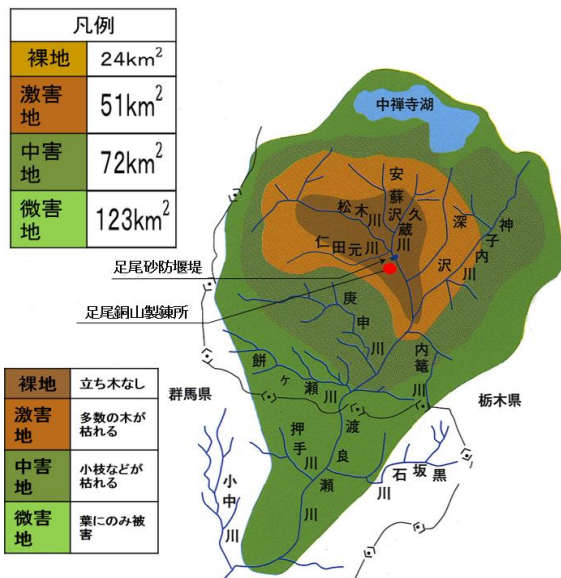 凡例
裸地 24km²
激害地 51km²
中害地 72km²
微害地 123km²
中禅寺湖
安蘇沢
久蔵川
松木川
仁田元川
深沢
神子内川
足尾砂防堰堤
足尾銅山製錬所
庚申川
内篭川
餅ヶ瀬川
群馬県
栃木県
渡良瀬川
押手川
小中川
黒坂石川
裸地 立ち木なし
激害地 多数の木が枯れる
中害地 小枝などが枯れる
微害地 葉にのみ被害